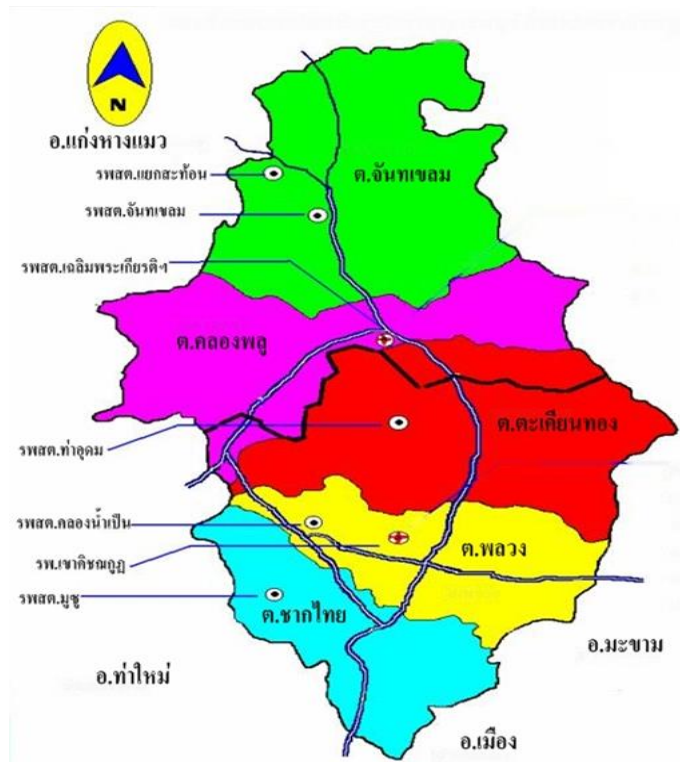 N
อ.แก่งหางแมว
รพสต.แยกสะท้อน
ต.จันทเขลม
รพสต.จันทเขลม
รพสต.เฉลิมพระเกียรติฯ
ต.คลองพลู
ต.ตะเคียนทอง
รพสต.ท่าอุดม
รพสต.คลองน้ำเป็น
ต.พลวง
รพ.เขาคิชฌกูฏ
รพสต.มูซู
ต.ชากไทย
อ.มะขาม
อ.ท่าใหม่
อ.เมือง